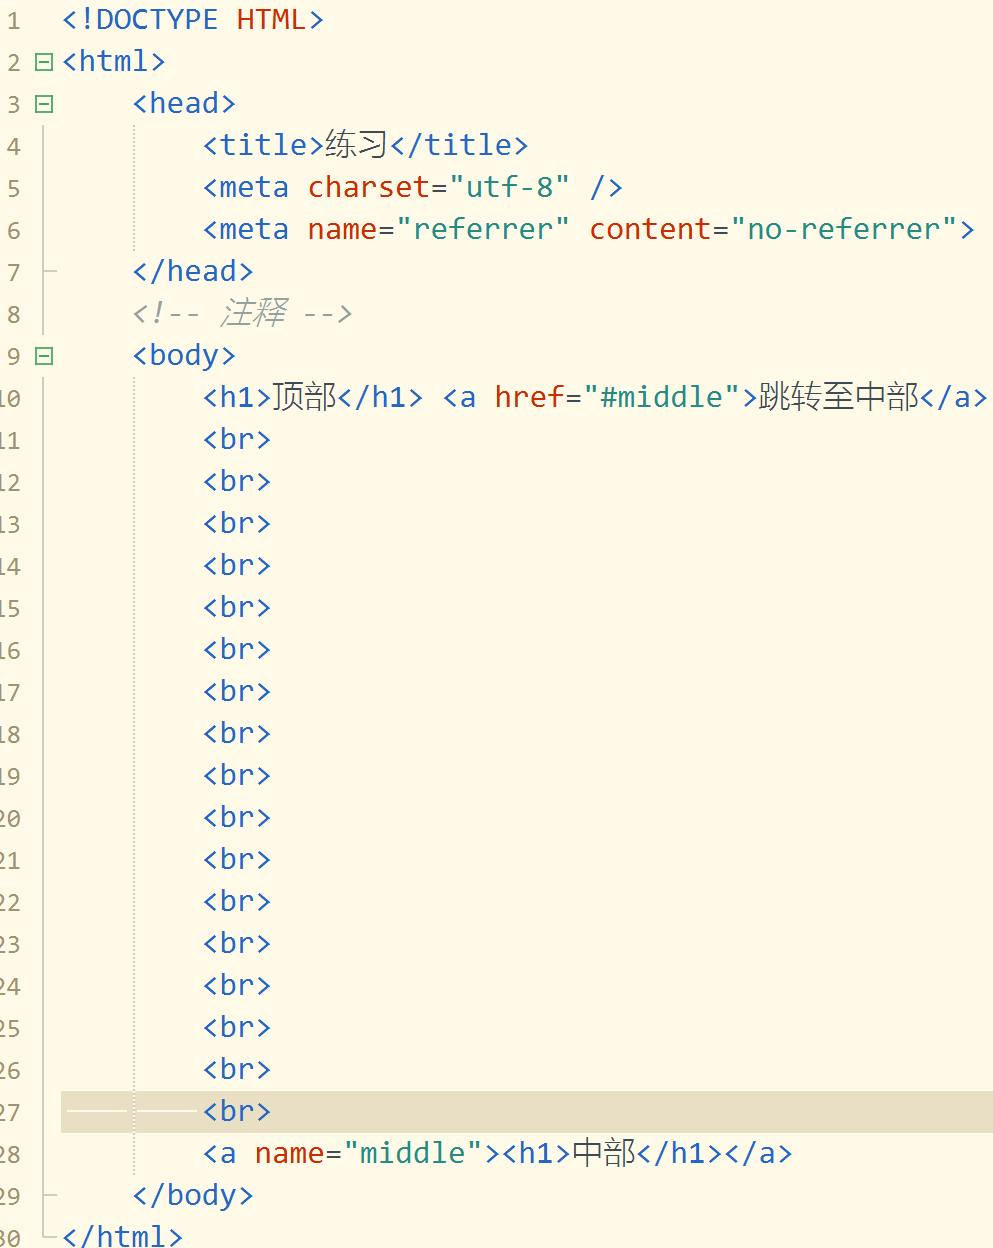 1 <!DOCTYPE HTML>
2 <html>
3 <head>
4 <title>练习</title>
5 <meta charset="utf-8" />
6 <meta name="referrer" content="no-referrer">
7 </head>
8 <!-- 注释 -->
9 <body>
10 <h1>顶部</h1> <a href="#middle">跳转至中部</a>
11 <br>
12 <br>
13 <br>
14 <br>
15 <br>
16 <br>
17 <br>
18 <br>
19 <br>
20 <br>
21 <br>
22 <br>
23 <br>
24 <br>
25 <br>
26 <br>
27 <br>
28 <a name="middle"><h1>中部</h1></a>
29 </body>
30 </html>